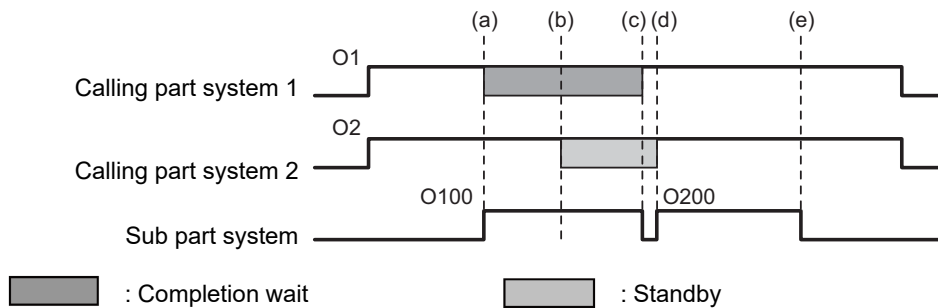 (a) (b) (c) (d) (e)
O1
Calling part system 1
O2
Calling part system 2
O100 O200
Sub part system
: Completion wait : Standby